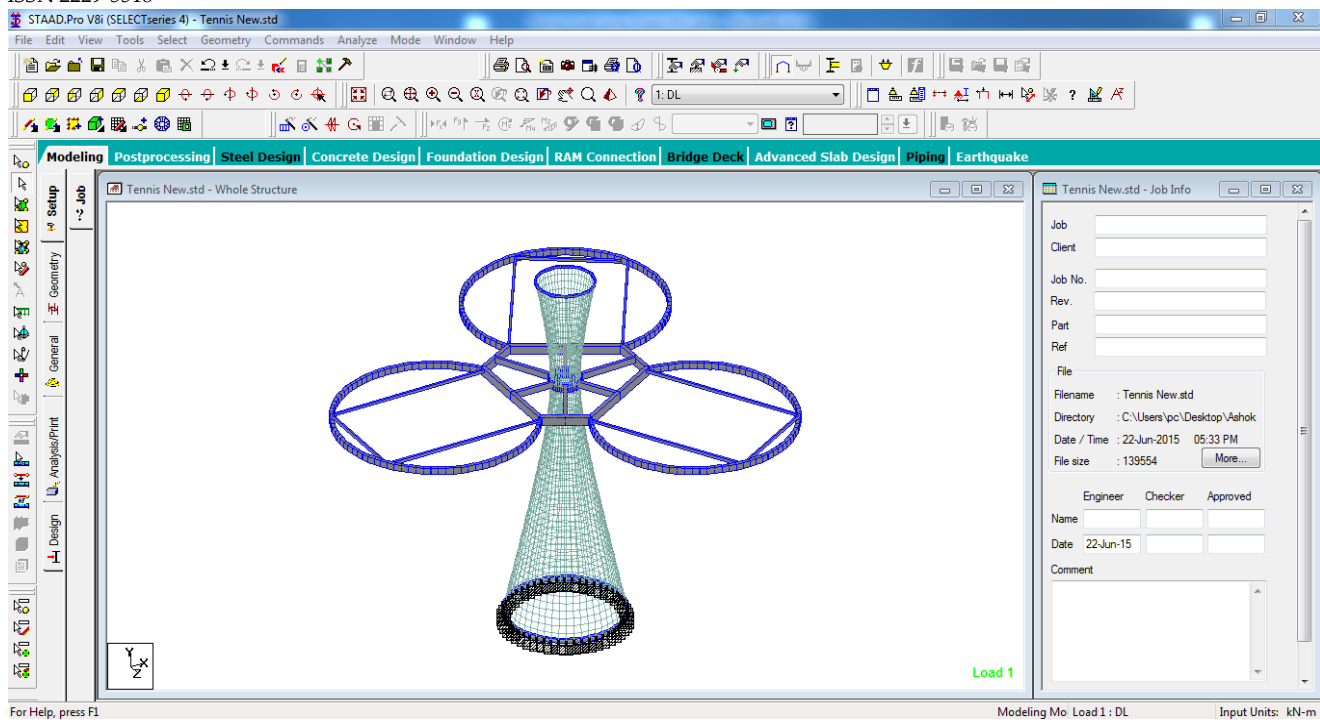 ISSN 2229-5518
STAAD.Pro V8i (SELECTseries 4) - Tennis New.std
File Edit View Tools Select Geometry Commands Analyze Mode Window Help
1: DL
Modeling Postprocessing Steel Design Concrete Design Foundation Design RAM Connection Bridge Deck Advanced Slab Design Piping Earthquake
Setup
Geometry
General
Analysis/Print
Design
? Job
Tennis New.std - Whole Structure
Y
X
Z
Load 1
Tennis New.std - Job Info
Job
Client
Job No.
Rev.
Part
Ref
File
Filename : Tennis New.std
Directory : C:\Users\pc\Desktop\Ashok
Date / Time : 22-Jun-2015 05:33 PM
File size : 139554 More...
Engineer Checker Approved
Name
Date 22-Jun-15
Comment
For Help, press F1
Modeling Mo Load 1 : DL Input Units: kN-m